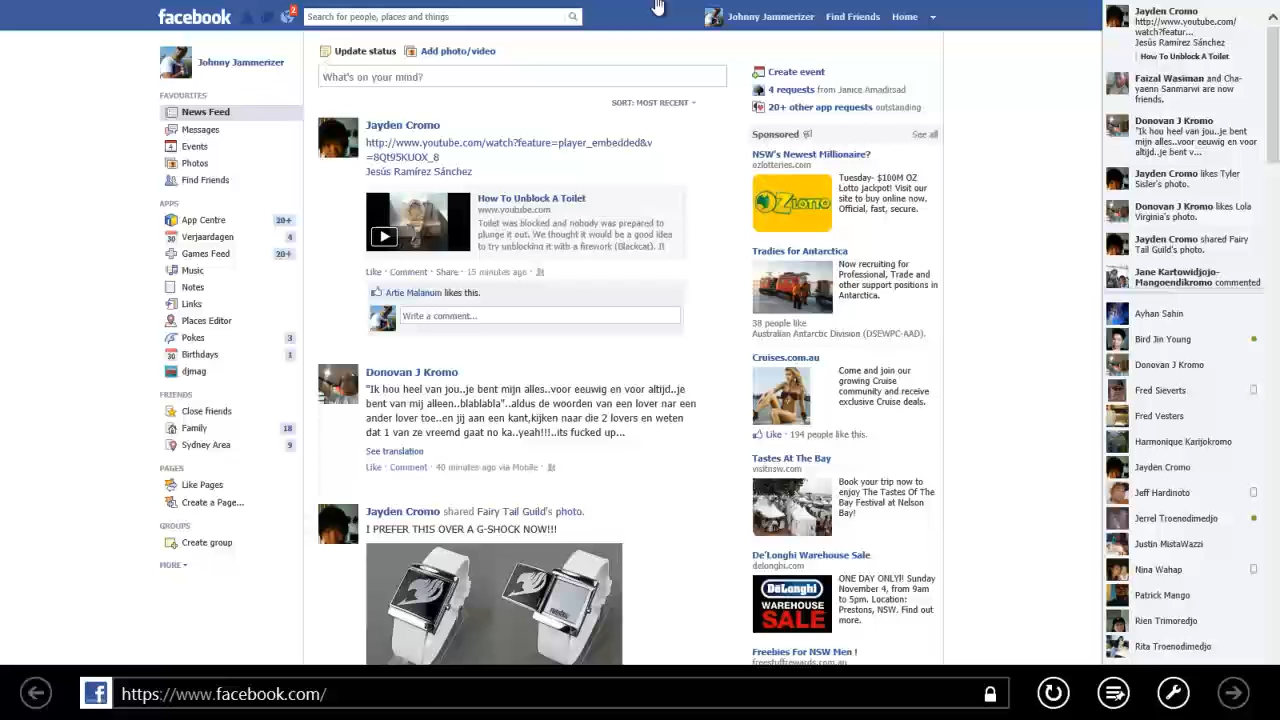 facebook
2
Search for people, places and things
Johnny Jammerizer
Find Friends
Home
Johnny Jammerizer
FAVOURITES
News Feed
Messages
Events
Photos
Find Friends
APPS
App Centre 20+
Verjaardagen 4
Games Feed 20+
Music
Notes
Links
Places Editor
Pokes 3
Birthdays 1
djmag
FRIENDS
Close friends
Family 18
Sydney Area 9
PAGES
Like Pages
Create a Page...
GROUPS
Create group
MORE
Update status Add photo/video
What's on your mind?
SORT: MOST RECENT
Jayden Cromo
http://www.youtube.com/watch?feature=player_embedded&v
=8Qt95KUOX_8
Jesús Ramírez Sánchez
How To Unblock A Toilet
www.youtube.com
Toilet was blocked and nobody was prepared to
plunge it out. We thought it would be a good idea
to try unblocking it with a firework (Blackcat). It
Like · Comment · Share · 15 minutes ago ·
Artie Malanum likes this.
Write a comment...
Donovan J Kromo
"Ik hou heel van jou..je bent mijn alles..voor eeuwig en voor altijd..je
bent van mij alleen..blablabla"..aldus de woorden van een lover nar een
ander lover toe..en jij aan een kant,kijken naar die 2 lovers en weten
dat 1 van ze vreemd gaat no ka..yeah!!!..its fucked up...
See translation
Like · Comment · 40 minutes ago via Mobile ·
Jayden Cromo shared Fairy Tail Guild's photo.
I PREFER THIS OVER A G-SHOCK NOW!!!
Create event
4 requests from Janice Amadirsad
20+ other app requests outstanding
Sponsored See all
NSW's Newest Millionaire?
ozlotteries.com
OZ LOTTO
Tuesday- $100M OZ
Lotto Jackpot! Visit our
site to buy online now.
Official, fast, secure.
Tradies for Antarctica
Now recruiting for
Professional, Trade and
other support positions in
Antarctica.
38 people like
Australian Antarctic Division (DSEWPC-AAD).
Cruises.com.au
Come and join our
growing Cruise
community and receive
exclusive Cruise deals.
Like · 194 people like this.
Tastes At The Bay
visitnsw.com
Book your trip now to
enjoy The Tastes Of The
Bay Festival at Nelson
Bay!
De'Longhi Warehouse Sale
delonghi.com
DeLonghi
WAREHOUSE
SALE
ONE DAY ONLY!! Sunday
November 4, from 9am
to 5pm. Location:
Prestons, NSW. Find out
more.
Freebies For NSW Men !
freestuffrewards.com.au
Jayden Cromo
http://www.youtube.com/
watch?featur...
Jesús Ramírez Sánchez
How To Unblock A Toilet
Faizal Wasiman and Cha-
yaenn Sanmarwi are now
friends.
Donovan J Kromo
"Ik hou heel van jou..je bent
mijn alles..voor eeuwig en voor
altijd..je bent v...
Jayden Cromo likes Tyler
Sisler's photo.
Donovan J Kromo likes Lola
Virginia's photo.
Jayden Cromo shared Fairy
Tail Guild's photo.
Jane Kartowidjojo-
Mangoendikromo commented
Ayhan Sahin
Bird Jin Young
Donovan J Kromo
Fred Sieverts
Fred Vesters
Harmonique Karijokromo
Jayden Cromo
Jeff Hardinoto
Jerrel Troenodimedjo
Justin MistaWazzi
Nina Wahap
Patrick Mango
Rien Trimoredjo
Rita Troenodimedjo
https://www.facebook.com/